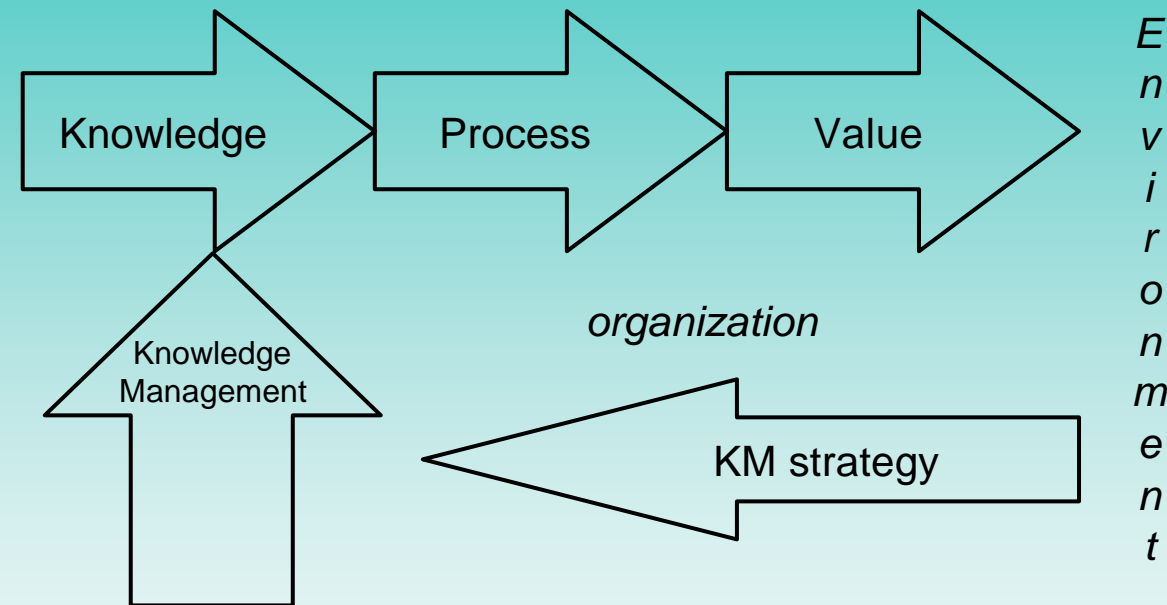 Knowledge
Process
Value
Knowledge
Management
organization
KM strategy
E
n
v
i
r
o
n
m
e
n
t